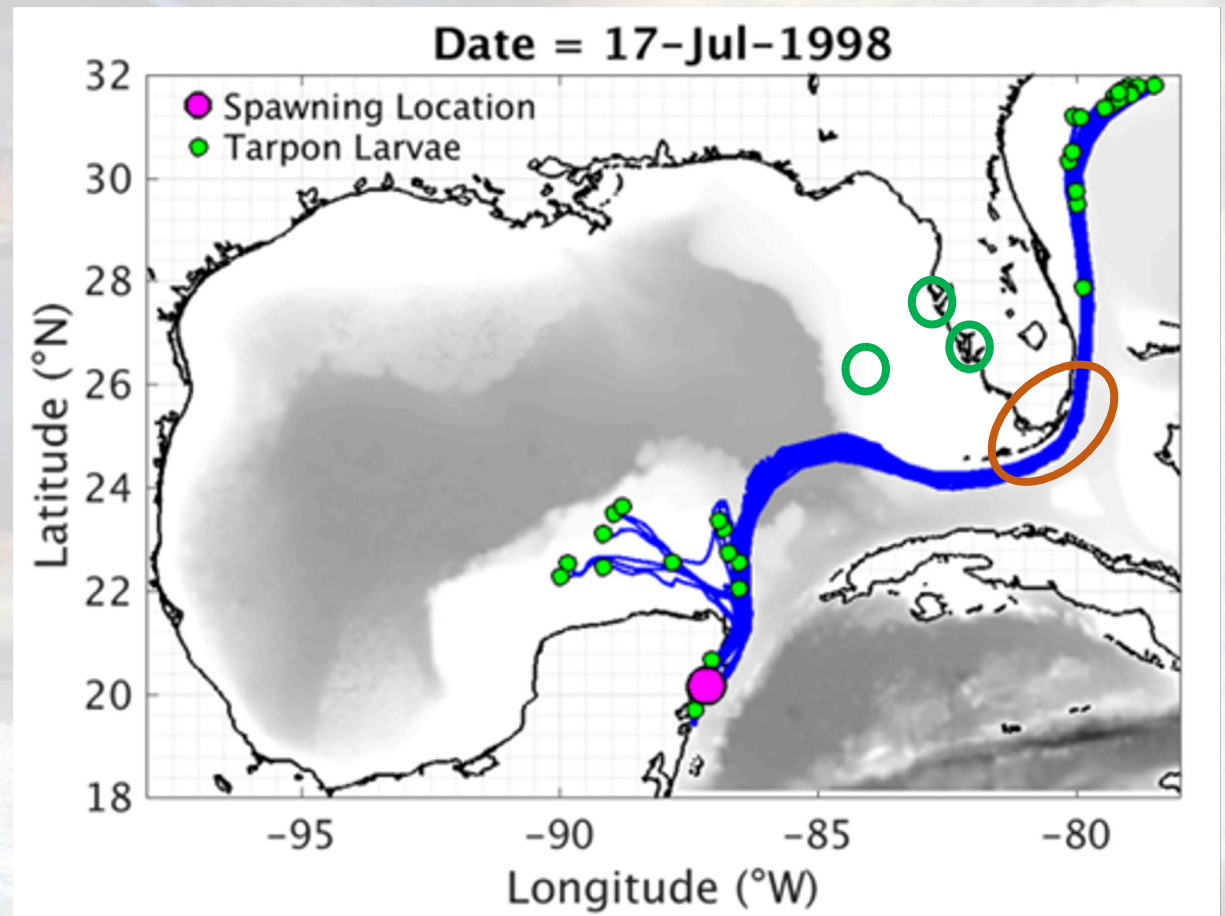 Date = 17-Jul-1998
Spawning Location
Tarpon Larvae
32
30
28
26
24
22
20
18
Latitude (°N)
−95
−90
−85
−80
Longitude (°W)